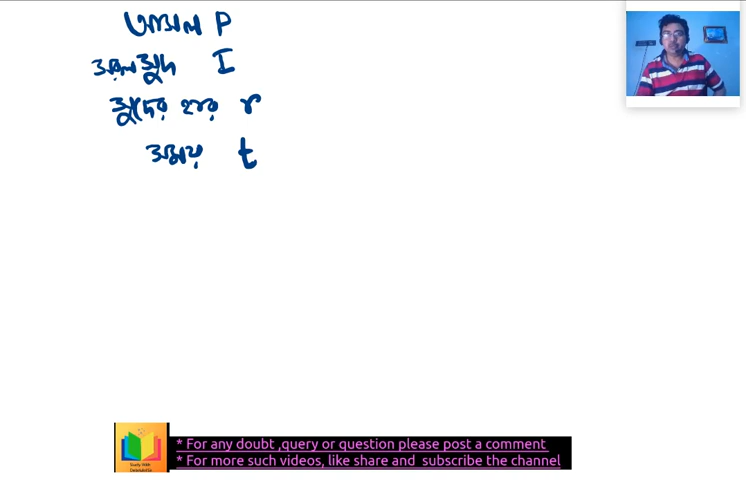 আসল P
সরল সুদ I
সুদের হার r
সময় t
* For any doubt ,query or question please post a comment
* For more such videos, like share and subscribe the channel